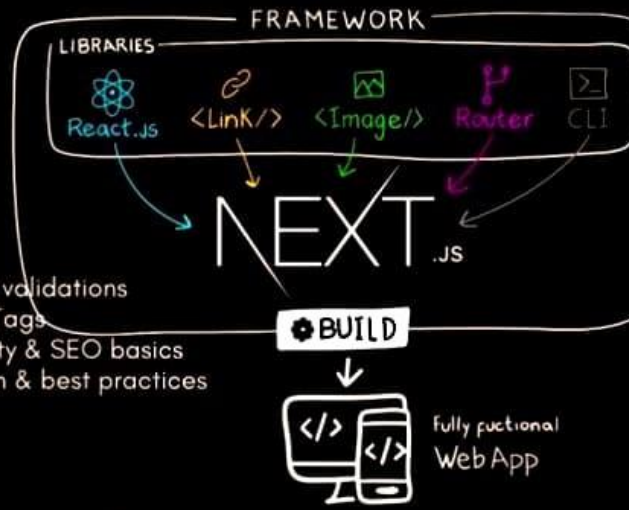 FRAMEWORK
LIBRARIES
React.js
<Link/>
<Image/>
Router
CLI
NEXT.JS
validations
Tags
& SEO basics
& best practices
BUILD
</>
</>
Fully fuctional
Web App